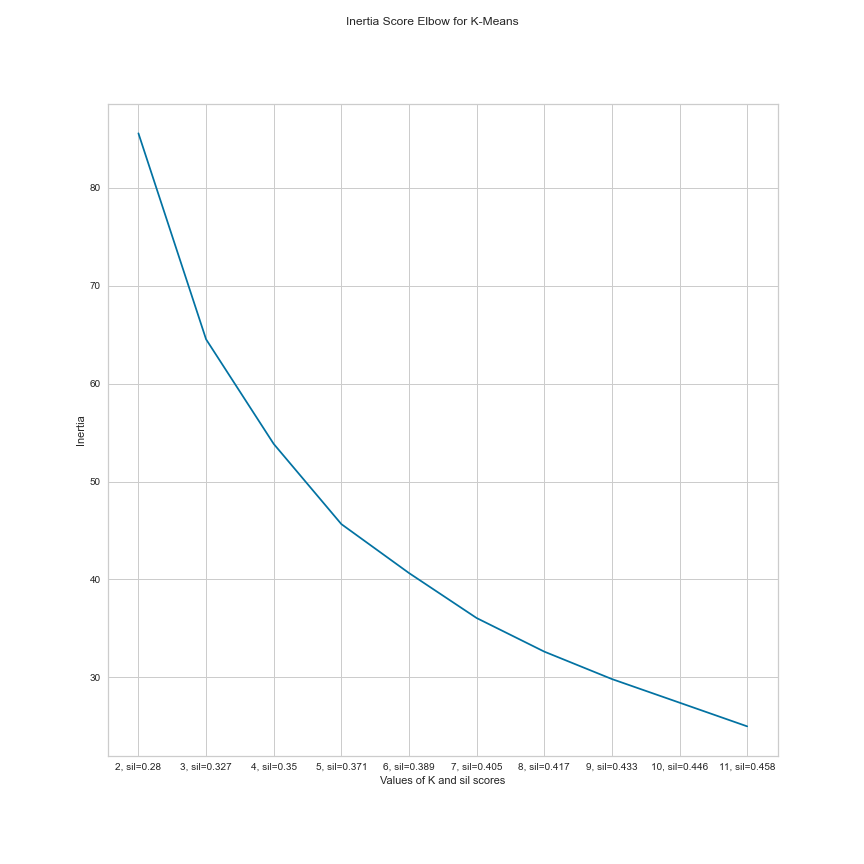 Inertia Score Elbow for K-Means
80
70
60
50
40
30
Inertia
2, sil=0.28 3, sil=0.327 4, sil=0.35 5, sil=0.371 6, sil=0.389 7, sil=0.405 8, sil=0.417 9, sil=0.433 10, sil=0.446 11, sil=0.458
Values of K and sil scores